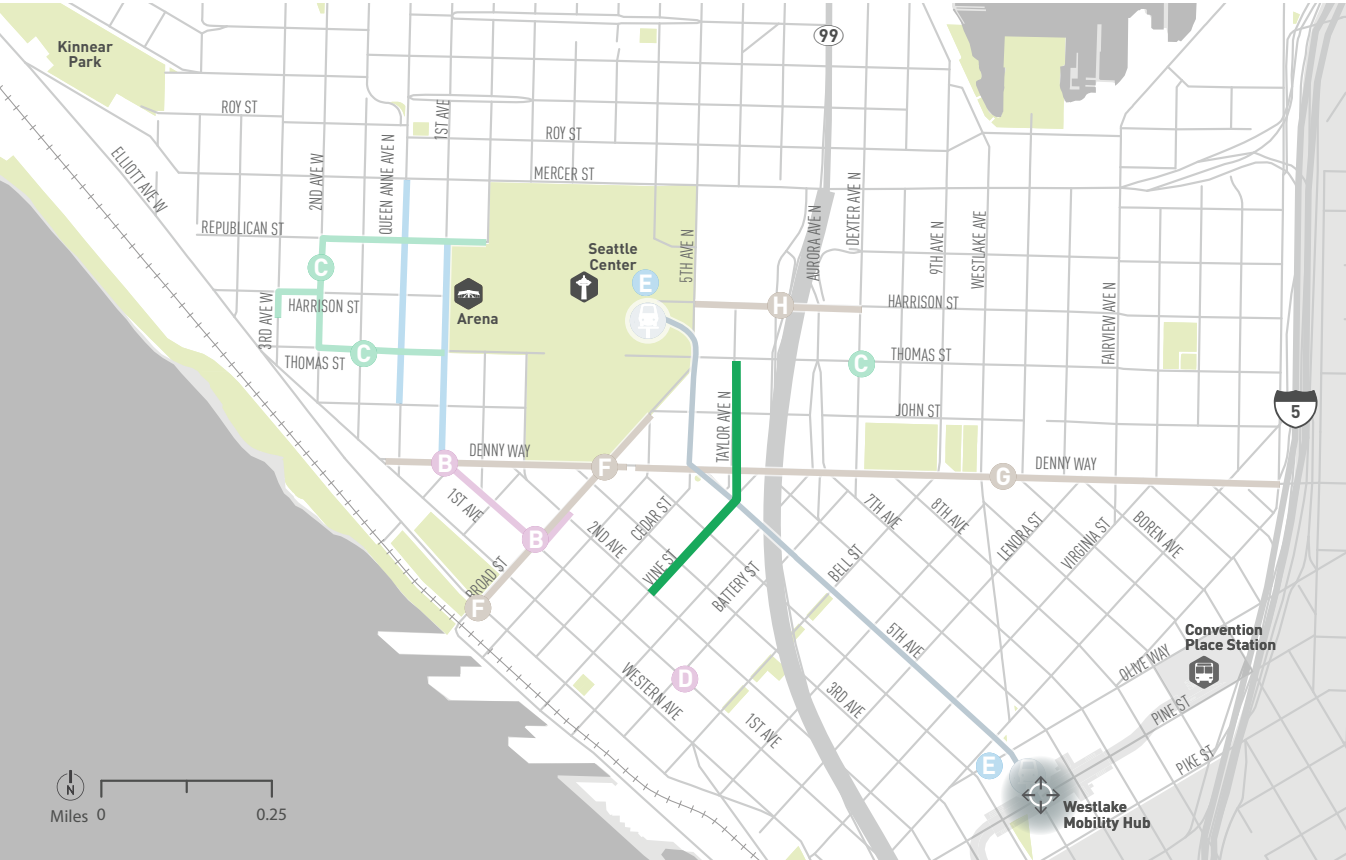 99
Kinnear
Park
ROY ST
1ST AVE
ROY ST
ELLIOTT AVE W
2ND AVE W
QUEEN ANNE AVE N
MERCER ST
REPUBLICAN ST
5TH AVE N
AURORA AVE N
DEXTER AVE N
9TH AVE N
WESTLAKE AVE
Seattle
Center
C
E
Arena
3RD AVE W
HARRISON ST
H
HARRISON ST
FAIRVIEW AVE N
C
THOMAS ST
C
THOMAS ST
TAYLOR AVE N
JOHN ST
5
B
DENNY WAY
F
G
DENNY WAY
1ST AVE
B
2ND AVE
CEDAR ST
7TH AVE
8TH AVE
LENORA ST
VIRGINIA ST
BOREN AVE
VINE ST
BATTERY ST
BELL ST
BROAD ST
F
5TH AVE
Convention
Place Station
OLIVE WAY
D
WESTERN AVE
3RD AVE
1ST AVE
PINE ST
PIKE ST
E
Westlake
Mobility Hub
N
Miles 0 0.25